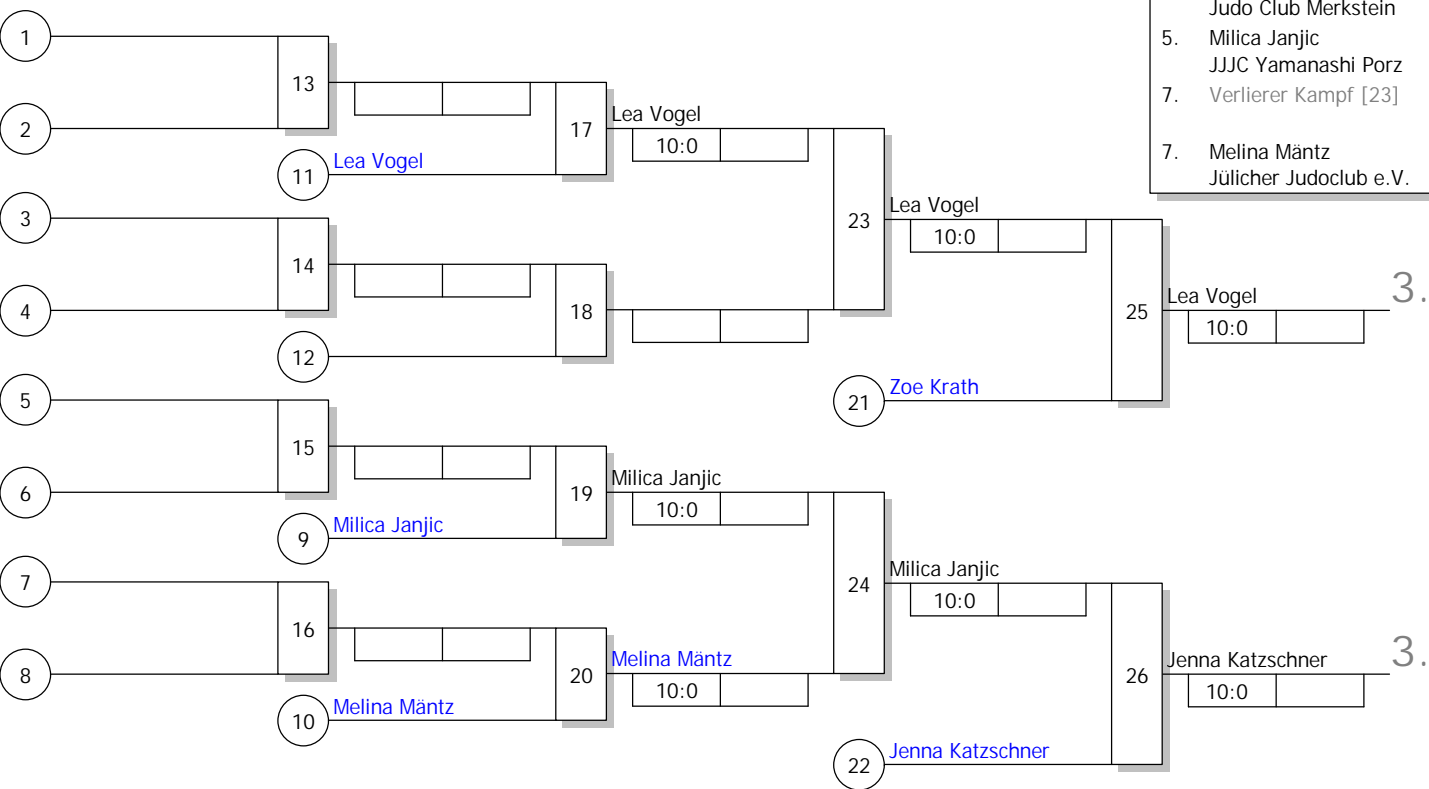 Judo Club Merkstein
5. Milica Janjic
JJJC Yamanashi Porz
7. Verlierer Kampf [23]
7. Melina Mäntz
Jülicher Judoclub e.V.
1
13
2
17
Lea Vogel
10:0
11
Lea Vogel
3
23
Lea Vogel
10:0
14
4
18
12
25
Lea Vogel
10:0
3.
5
21
Zoe Krath
15
6
19
Milica Janjic
10:0
9
Milica Janjic
7
24
Milica Janjic
10:0
16
8
20
Melina Mäntz
10:0
10
Melina Mäntz
26
Jenna Katzschner
10:0
3.
22
Jenna Katzschner